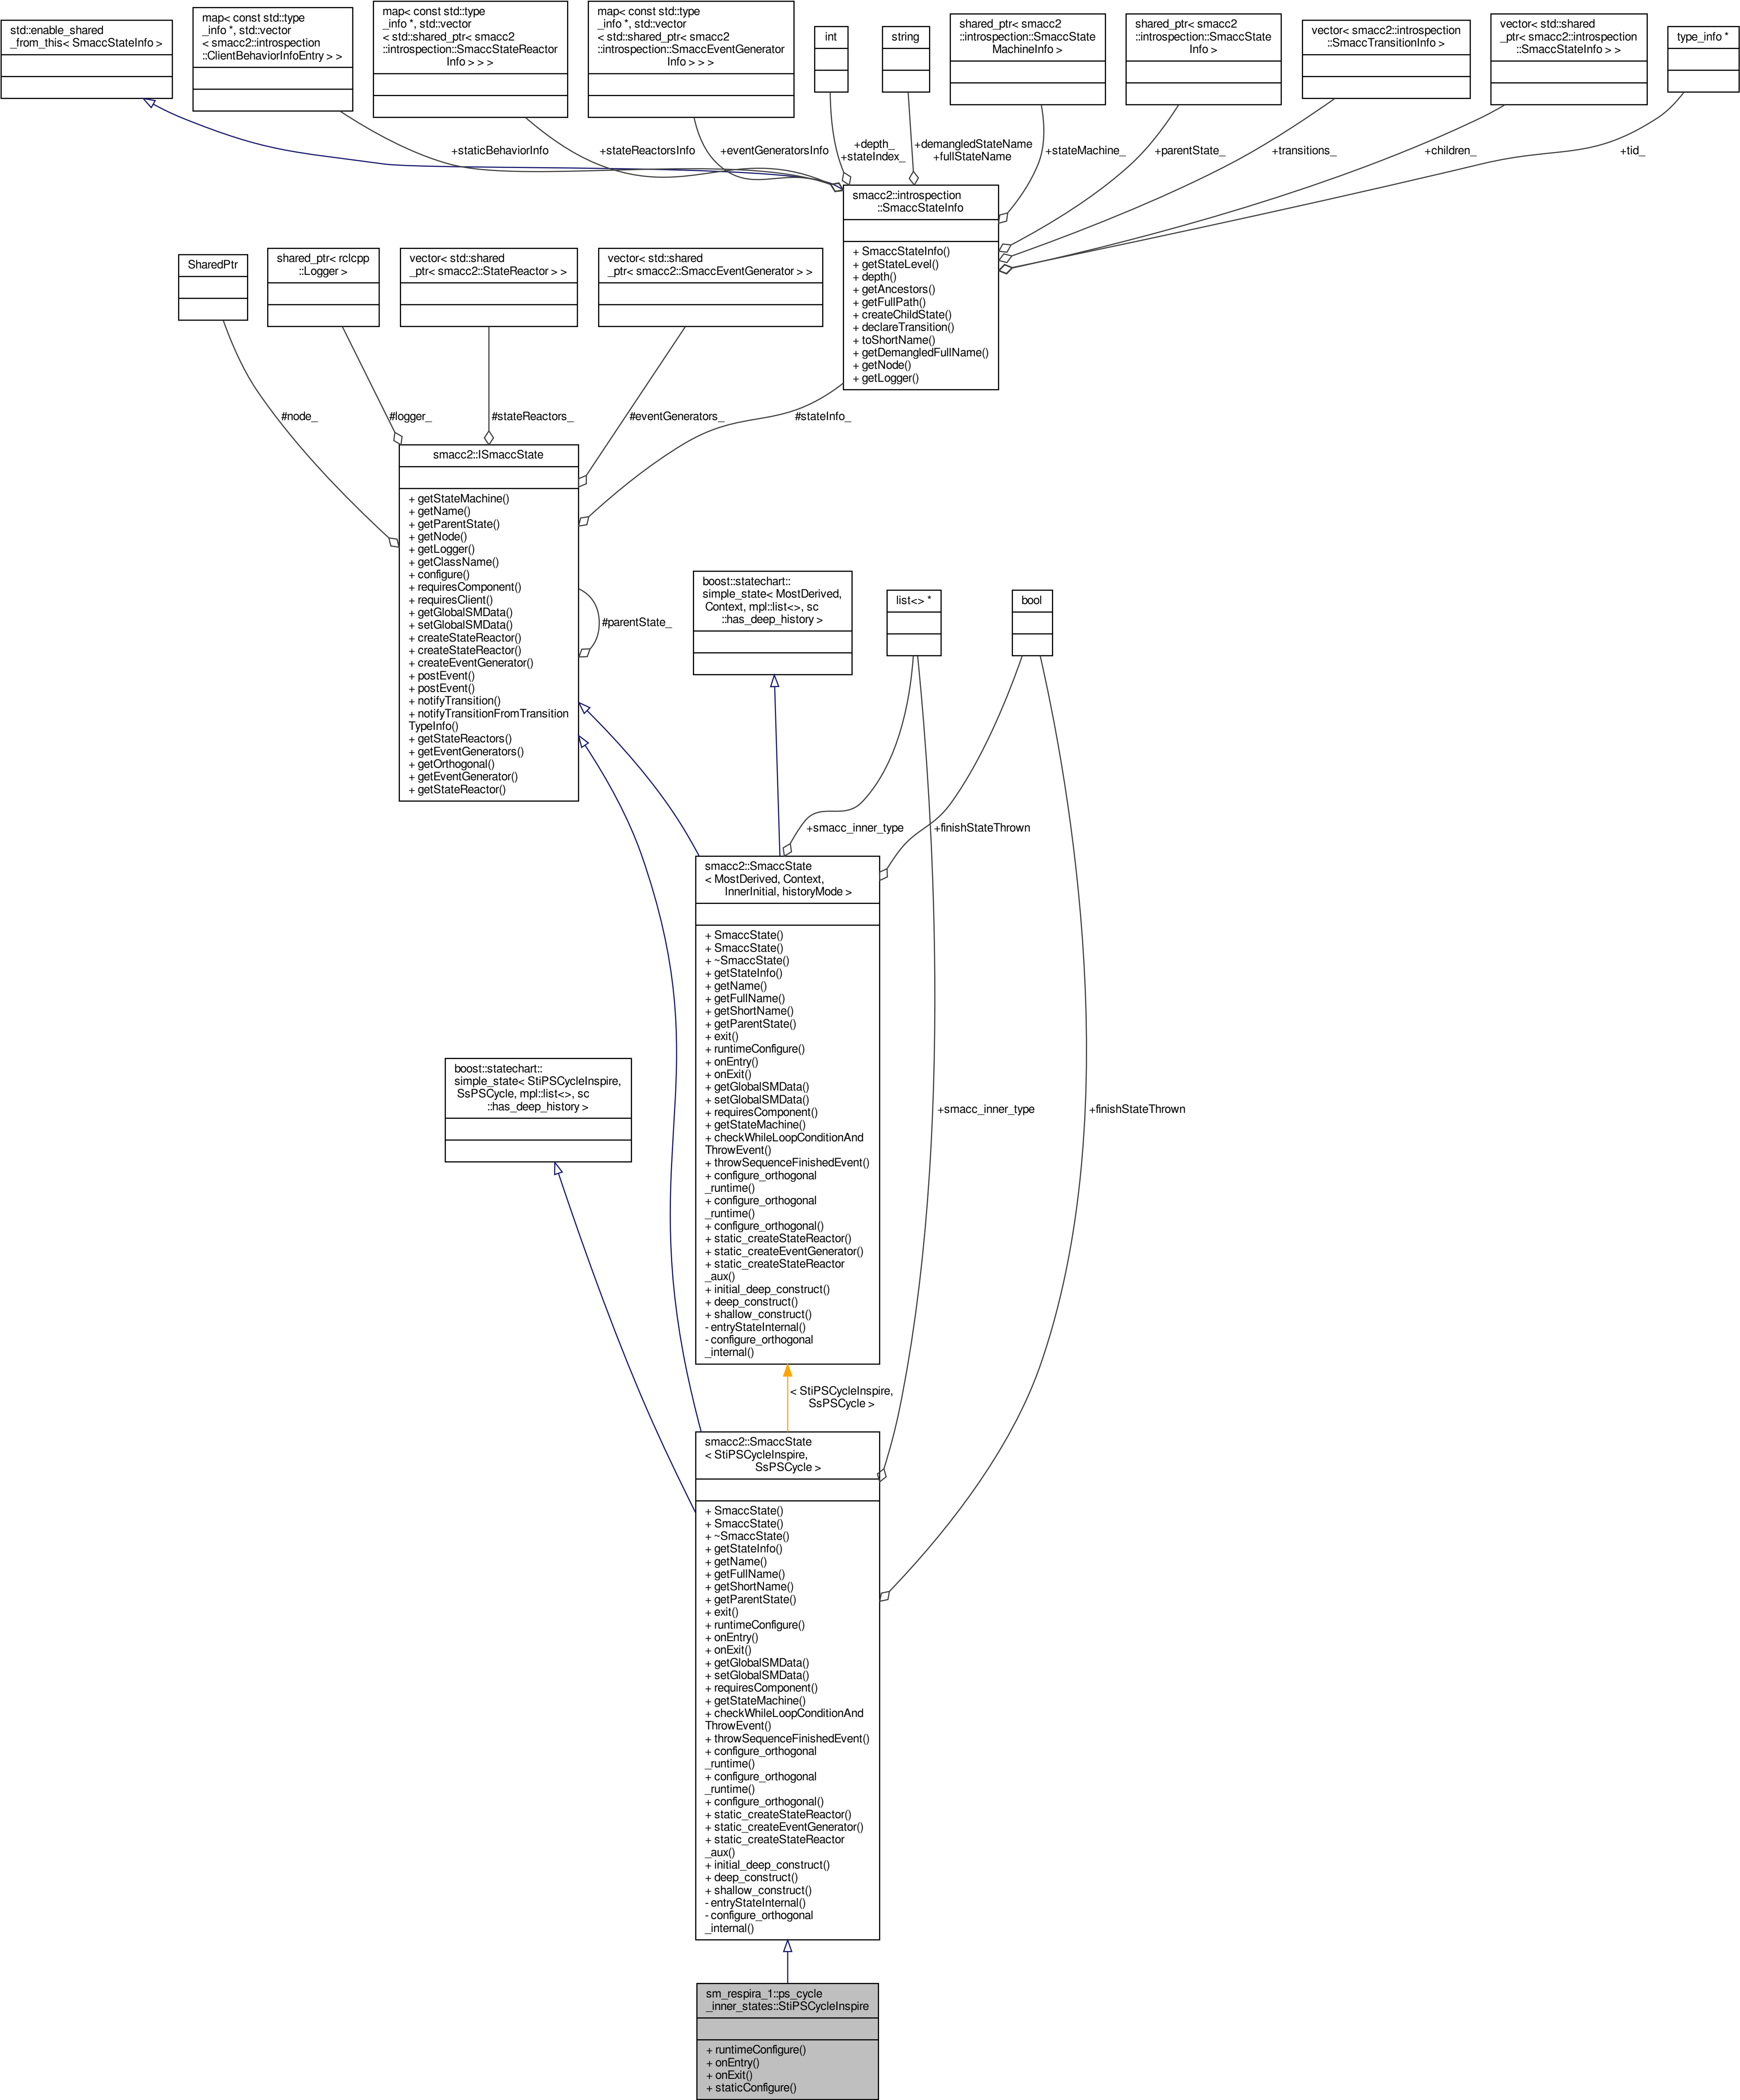 std::enable_shared
_from_this< SmaccStateInfo >
map< const std::type
_info *, std::vector
< smacc2::introspection
::ClientBehaviorInfoEntry > >
map< const std::type
_info *, std::vector
< std::shared_ptr< smacc2
::introspection::SmaccStateReactor
Info > > >
map< const std::type
_info *, std::vector
< std::shared_ptr< smacc2
::introspection::SmaccEventGenerator
Info > > >
int
string
shared_ptr< smacc2
::introspection::SmaccState
MachineInfo >
shared_ptr< smacc2
::introspection::SmaccState
Info >
vector< smacc2::introspection
::SmaccTransitionInfo >
vector< std::shared
_ptr< smacc2::introspection
::SmaccStateInfo > >
type_info *
+staticBehaviorInfo
+stateReactorsInfo
+eventGeneratorsInfo
+depth_
+stateIndex_
+demangledStateName
+fullStateName
+stateMachine_
+parentState_
+transitions_
+children_
+tid_
smacc2::introspection
::SmaccStateInfo
+ SmaccStateInfo()
+ getStateLevel()
+ depth()
+ getAncestors()
+ getFullPath()
+ createChildState()
+ declareTransition()
+ toShortName()
+ getDemangledFullName()
+ getNode()
+ getLogger()
SharedPtr
shared_ptr< rclcpp
::Logger >
vector< std::shared
_ptr< smacc2::StateReactor > >
vector< std::shared
_ptr< smacc2::SmaccEventGenerator > >
#node_
#logger_
#stateReactors_
#eventGenerators_
#stateInfo_
smacc2::ISmaccState
+ getStateMachine()
+ getName()
+ getParentState()
+ getNode()
+ getLogger()
+ getClassName()
+ configure()
+ requiresComponent()
+ requiresClient()
+ getGlobalSMData()
+ setGlobalSMData()
+ createStateReactor()
+ createStateReactor()
+ createEventGenerator()
+ postEvent()
+ postEvent()
+ notifyTransition()
+ notifyTransitionFromTransition
TypeInfo()
+ getStateReactors()
+ getEventGenerators()
+ getOrthogonal()
+ getEventGenerator()
+ getStateReactor()
#parentState_
boost::statechart::
simple_state< MostDerived,
Context, mpl::list<>, sc
::has_deep_history >
list<> *
bool
+smacc_inner_type
+finishStateThrown
smacc2::SmaccState
< MostDerived, Context,
InnerInitial, historyMode >
+ SmaccState()
+ SmaccState()
+ ~SmaccState()
+ getStateInfo()
+ getName()
+ getFullName()
+ getShortName()
+ getParentState()
+ exit()
+ runtimeConfigure()
+ onEntry()
+ onExit()
+ getGlobalSMData()
+ setGlobalSMData()
+ requiresComponent()
+ getStateMachine()
+ checkWhileLoopConditionAnd
ThrowEvent()
+ throwSequenceFinishedEvent()
+ configure_orthogonal
_runtime()
+ configure_orthogonal
_runtime()
+ configure_orthogonal()
+ static_createStateReactor()
+ static_createEventGenerator()
+ static_createStateReactor
_aux()
+ initial_deep_construct()
+ deep_construct()
+ shallow_construct()
- entryStateInternal()
- configure_orthogonal
_internal()
boost::statechart::
simple_state< StiPSCycleInspire,
SsPSCycle, mpl::list<>, sc
::has_deep_history >
+smacc_inner_type
+finishStateThrown
< StiPSCycleInspire,
SsPSCycle >
smacc2::SmaccState
< StiPSCycleInspire,
SsPSCycle >
+ SmaccState()
+ SmaccState()
+ ~SmaccState()
+ getStateInfo()
+ getName()
+ getFullName()
+ getShortName()
+ getParentState()
+ exit()
+ runtimeConfigure()
+ onEntry()
+ onExit()
+ getGlobalSMData()
+ setGlobalSMData()
+ requiresComponent()
+ getStateMachine()
+ checkWhileLoopConditionAnd
ThrowEvent()
+ throwSequenceFinishedEvent()
+ configure_orthogonal
_runtime()
+ configure_orthogonal
_runtime()
+ configure_orthogonal()
+ static_createStateReactor()
+ static_createEventGenerator()
+ static_createStateReactor
_aux()
+ initial_deep_construct()
+ deep_construct()
+ shallow_construct()
- entryStateInternal()
- configure_orthogonal
_internal()
sm_respira_1::ps_cycle
_inner_states::StiPSCycleInspire
+ runtimeConfigure()
+ onEntry()
+ onExit()
+ staticConfigure()